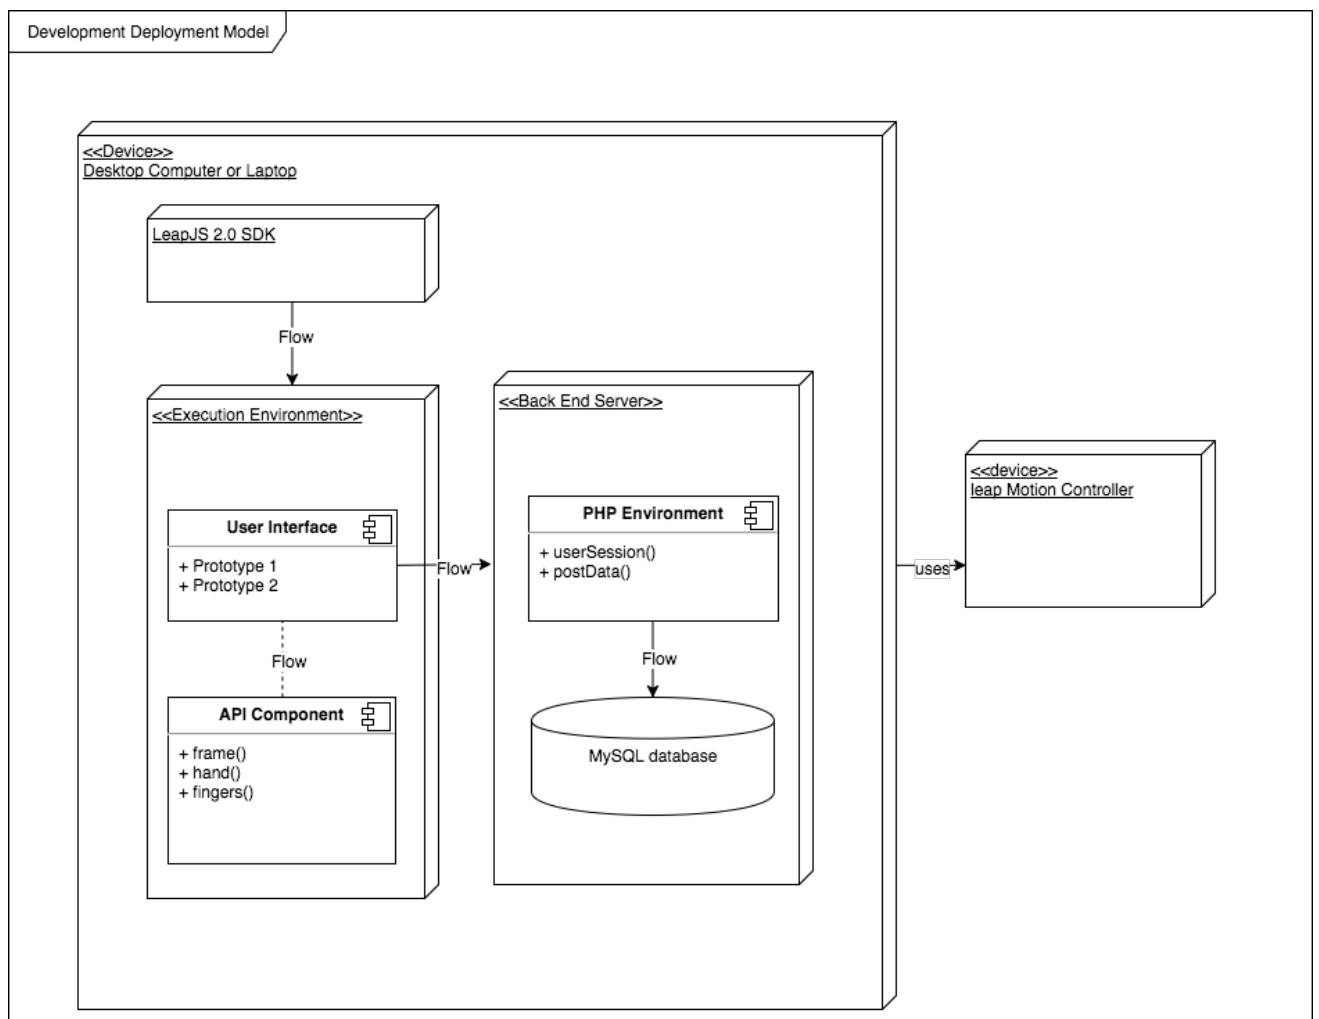 Development Deployment Model
<<Device>>
Desktop Computer or Laptop
LeapJS 2.0 SDK
Flow
<<Execution Environment>>
User Interface
+ Prototype 1
+ Prototype 2
Flow
API Component
+ frame()
+ hand()
+ fingers()
Flow
<<Back End Server>>
PHP Environment
+ userSession()
+ postData()
Flow
MySQL database
uses
<<device>>
leap Motion Controller